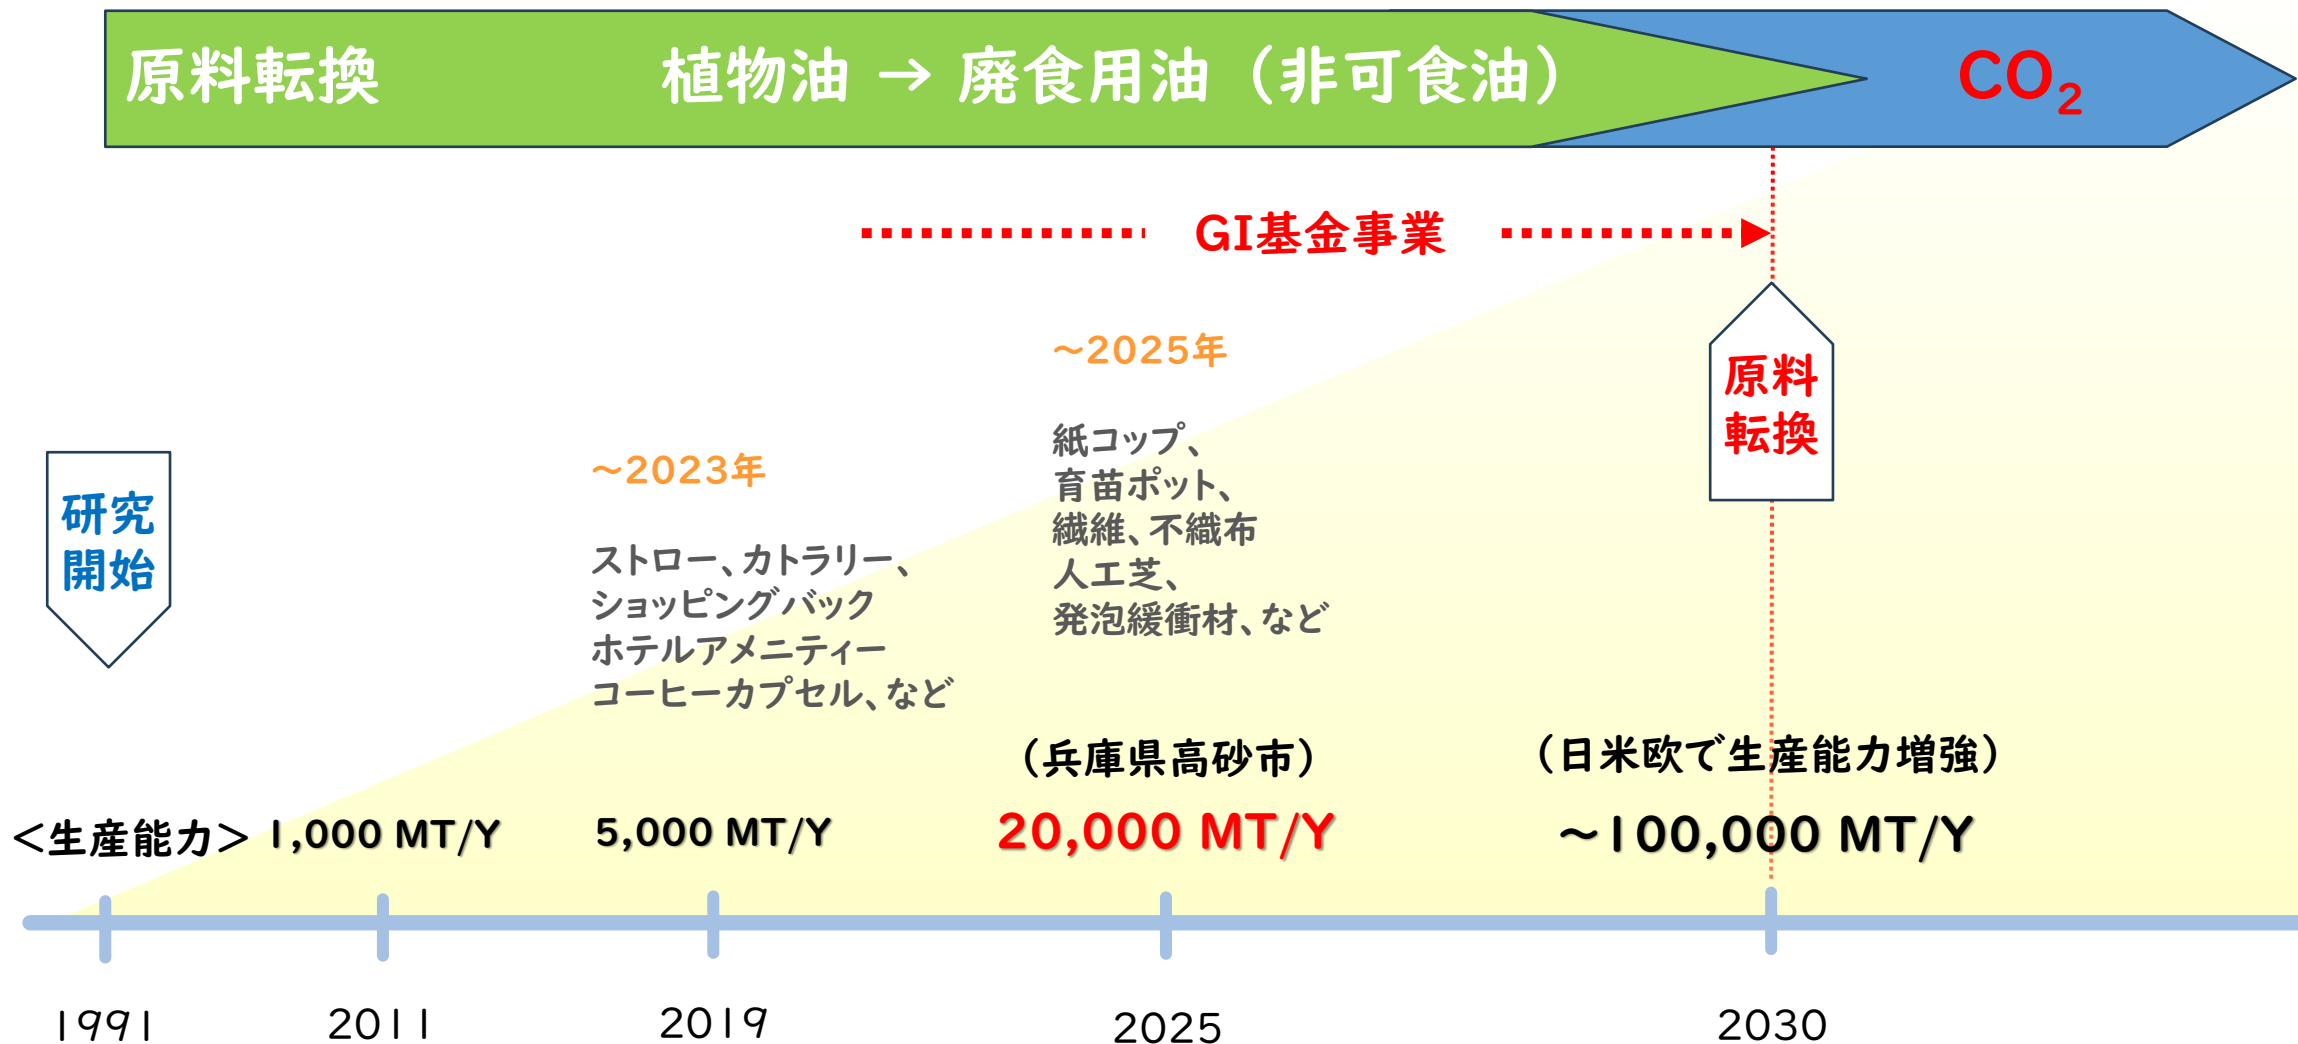 原料転換
植物油 → 廃食用油（非可食油）
CO₂
GI基金事業
～2025年
紙コップ、
育苗ポット、
繊維、不織布
人工芝、
発泡緩衝材、など
原料
転換
～2023年
ストロー、カトラリー、
ショッピングバック
ホテルアメニティー
コーヒーカプセル、など
研究
開始
（兵庫県高砂市）
（日米欧で生産能力増強）
＜生産能力＞ 1,000 MT/Y
5,000 MT/Y
20,000 MT/Y
～100,000 MT/Y
1991
2011
2019
2025
2030